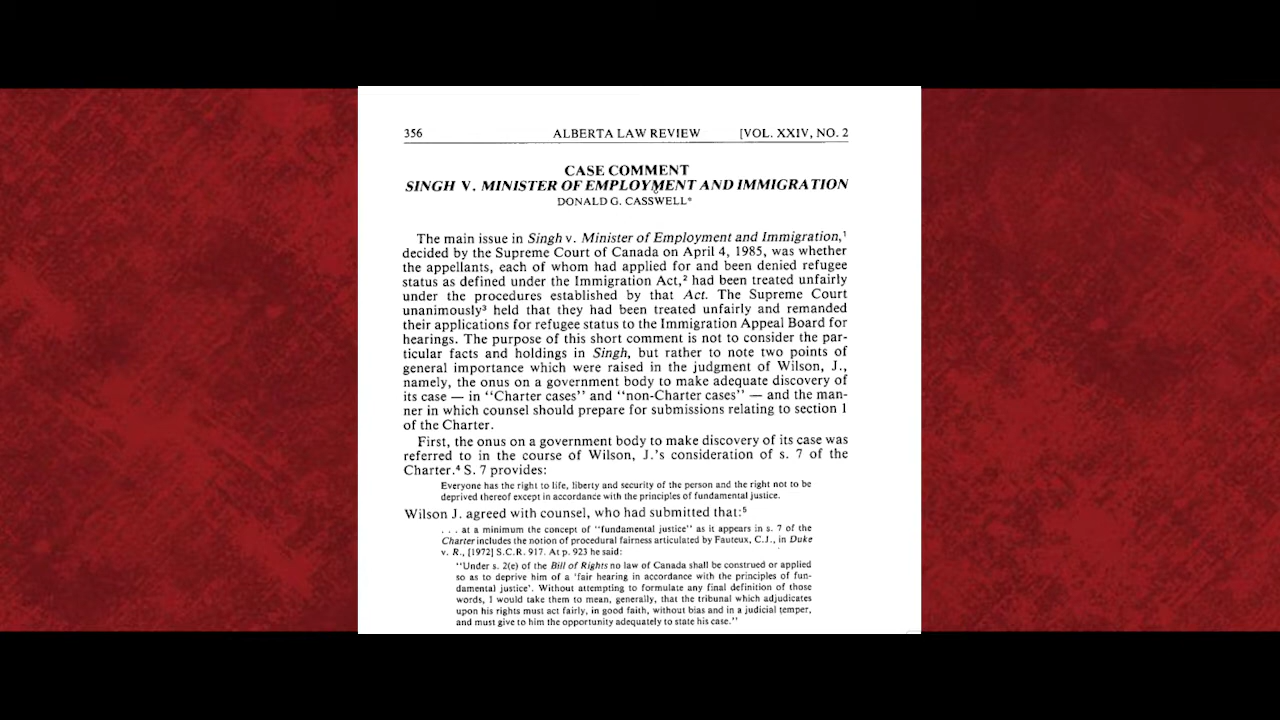 356 ALBERTA LAW REVIEW [VOL. XXIV, NO. 2
CASE COMMENT
SINGH V. MINISTER OF EMPLOYMENT AND IMMIGRATION
DONALD G. CASSWELL*
The main issue in Singh v. Minister of Employment and Immigration,¹
decided by the Supreme Court of Canada on April 4, 1985, was whether
the appellants, each of whom had applied for and been denied refugee
status as defined under the Immigration Act,² had been treated unfairly
under the procedures established by that Act. The Supreme Court
unanimously³ held that they had been treated unfairly and remanded
their applications for refugee status to the Immigration Appeal Board for
hearings. The purpose of this short comment is not to consider the par-
ticular facts and holdings in Singh, but rather to note two points of
general importance which were raised in the judgment of Wilson, J.,
namely, the onus on a government body to make adequate discovery of
its case — in "Charter cases" and "non-Charter cases" — and the man-
ner in which counsel should prepare for submissions relating to section 1
of the Charter.
First, the onus on a government body to make discovery of its case was
referred to in the course of Wilson, J.'s consideration of s. 7 of the
Charter.⁴ S. 7 provides:
Everyone has the right to life, liberty and security of the person and the right not to be
deprived thereof except in accordance with the principles of fundamental justice.
Wilson J. agreed with counsel, who had submitted that:⁵
. . . at a minimum the concept of "fundamental justice" as it appears in s. 7 of the
Charter includes the notion of procedural fairness articulated by Fauteux, C.J., in Duke
v. R., [1972] S.C.R. 917. At p. 923 he said:
"Under s. 2(e) of the Bill of Rights no law of Canada shall be construed or applied
so as to deprive him of a 'fair hearing in accordance with the principles of fun-
damental justice'. Without attempting to formulate any final definition of those
words, I would take them to mean, generally, that the tribunal which adjudicates
upon his rights must act fairly, in good faith, without bias and in a judicial temper,
and must give to him the opportunity adequately to state his case."